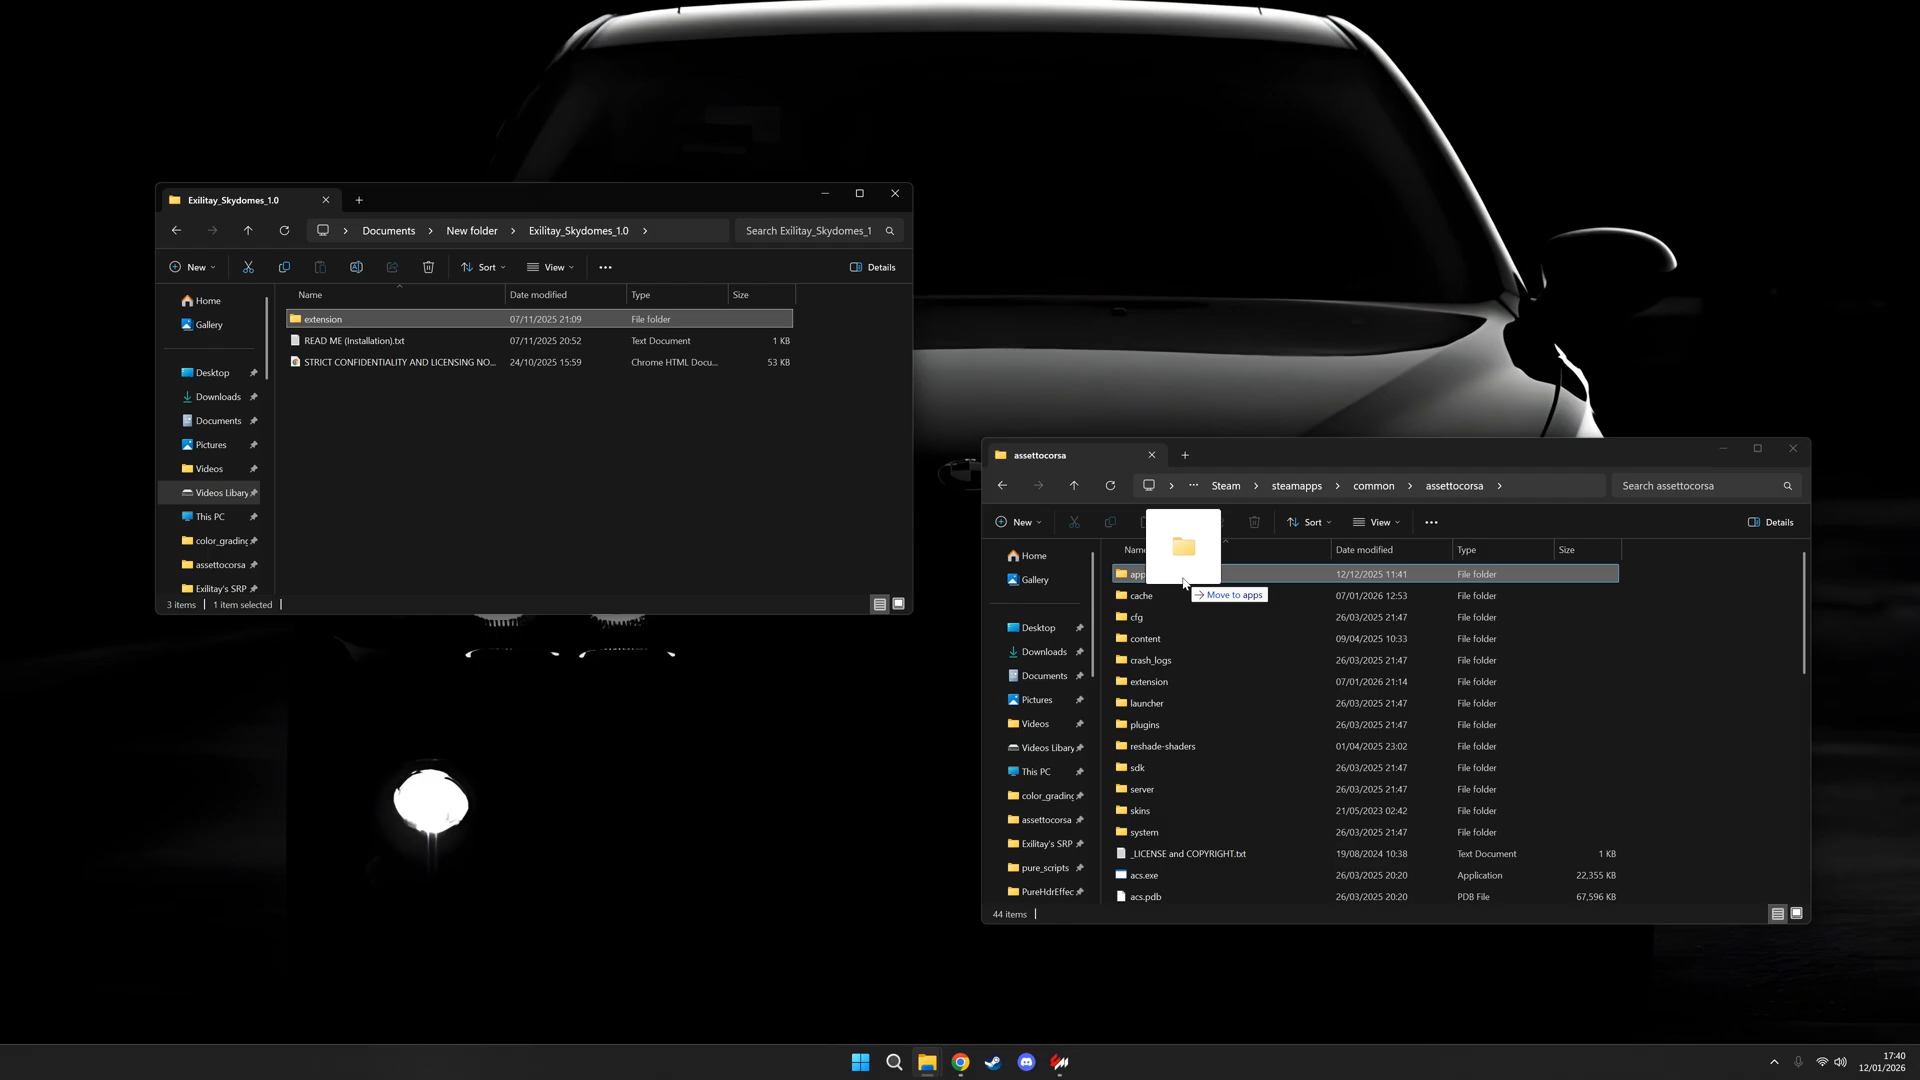 Exilitay_Skydomes_1.0
Documents
New folder
Exilitay_Skydomes_1.0
Search Exilitay_Skydomes_1
New
Sort
View
Details
Name
Date modified
Type
Size
Home
Gallery
Desktop
Downloads
Documents
Pictures
Videos
Videos Libary
This PC
color_grading
assettocorsa
Exilitay's SRP
extension 07/11/2025 21:09 File folder
READ ME (Installation).txt 07/11/2025 20:52 Text Document 1 KB
STRICT CONFIDENTIALITY AND LICENSING NO... 24/10/2025 15:59 Chrome HTML Docu... 53 KB
3 items
1 item selected
assettocorsa
Steam
steamapps
common
assettocorsa
Search assettocorsa
New
Sort
View
Details
Date modified
Type
Size
Home
Gallery
Desktop
Downloads
Documents
Pictures
Videos
Videos Libary
This PC
color_grading
assettocorsa
Exilitay's SRP
pure_scripts
PureHdrEffec
12/12/2025 11:41 File folder
Move to apps
cache 07/01/2026 12:53 File folder
cfg 26/03/2025 21:47 File folder
content 09/04/2025 10:33 File folder
crash_logs 26/03/2025 21:47 File folder
extension 07/01/2026 21:14 File folder
launcher 26/03/2025 21:47 File folder
plugins 26/03/2025 21:47 File folder
reshade-shaders 01/04/2025 23:02 File folder
sdk 26/03/2025 21:47 File folder
server 26/03/2025 21:47 File folder
skins 21/05/2023 02:42 File folder
system 26/03/2025 21:47 File folder
_LICENSE and COPYRIGHT.txt 19/08/2024 10:38 Text Document 1 KB
acs.exe 26/03/2025 20:20 Application 22,355 KB
acs.pdb 26/03/2025 20:20 PDB File 67,596 KB
44 items
17:40
12/01/2026